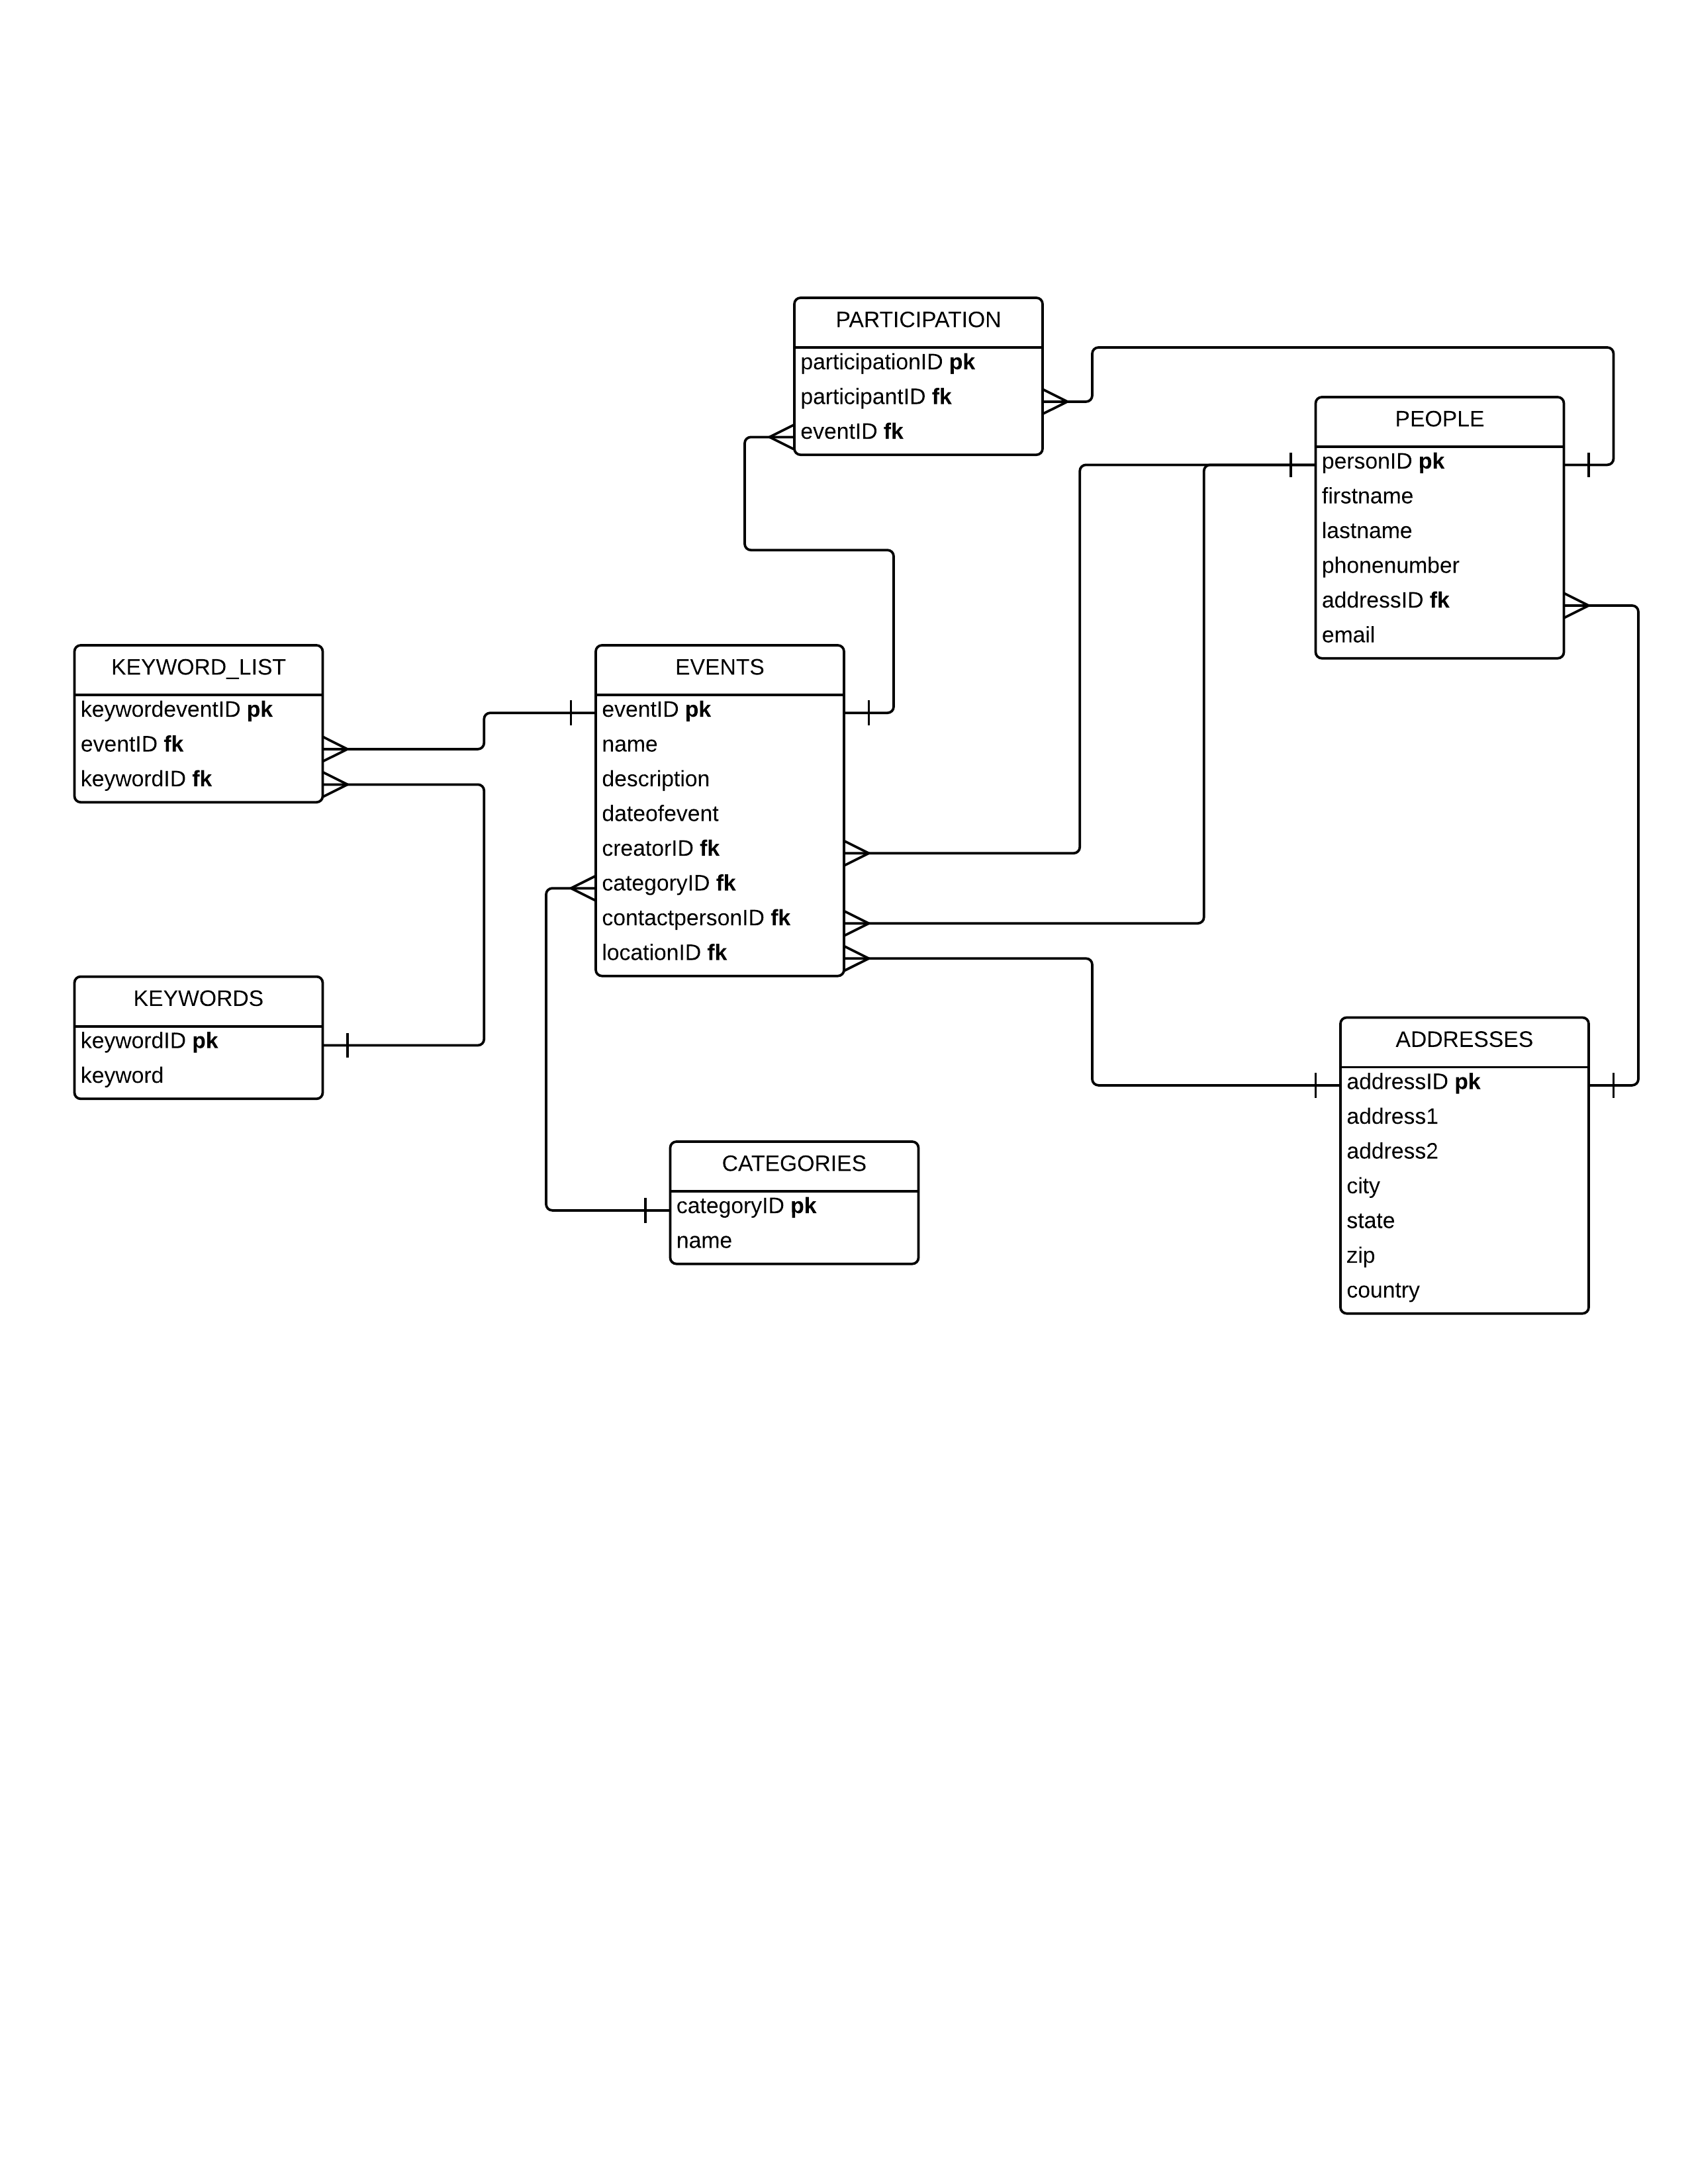 PARTICIPATION
participationID pk
participantID fk
eventID fk
PEOPLE
personID pk
firstname
lastname
phonenumber
addressID fk
email
KEYWORD_LIST
keywordeventID pk
eventID fk
keywordID fk
EVENTS
eventID pk
name
description
dateofevent
creatorID fk
categoryID fk
contactpersonID fk
locationID fk
KEYWORDS
keywordID pk
keyword
ADDRESSES
addressID pk
address1
address2
city
state
zip
country
CATEGORIES
categoryID pk
name